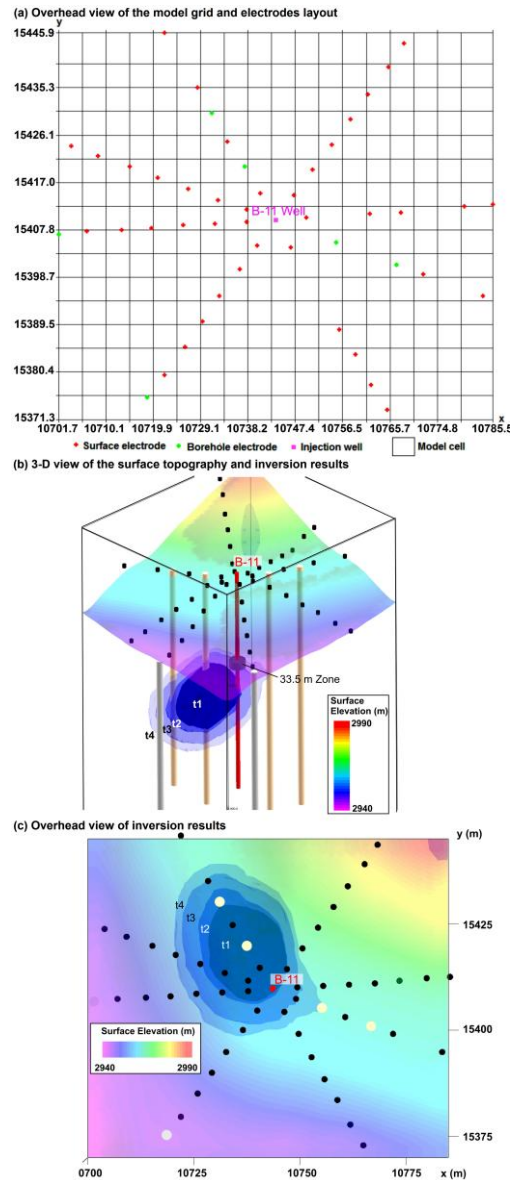 (a) Overhead view of the model grid and electrodes layout
y
15445.9
15435.3
15426.1
15417.0
B-11 Well
15407.8
15398.7
15389.5
15380.4
15371.3
x
10701.7 10710.1 10719.9 10729.1 10738.2 10747.4 10756.5 10765.7 10774.8 10785.5
Surface electrode Borehole electrode Injection well Model cell
(b) 3-D view of the surface topography and inversion results
B-11
33.5 m Zone
t1
t2
t3
t4
Surface
Elevation (m)
2990
2940
(c) Overhead view of inversion results
y (m)
t4
t3
t2
t1
15425
B-11
Surface Elevation (m)
2940 2990
15400
15375
0700 10725 10750 10775 x (m)